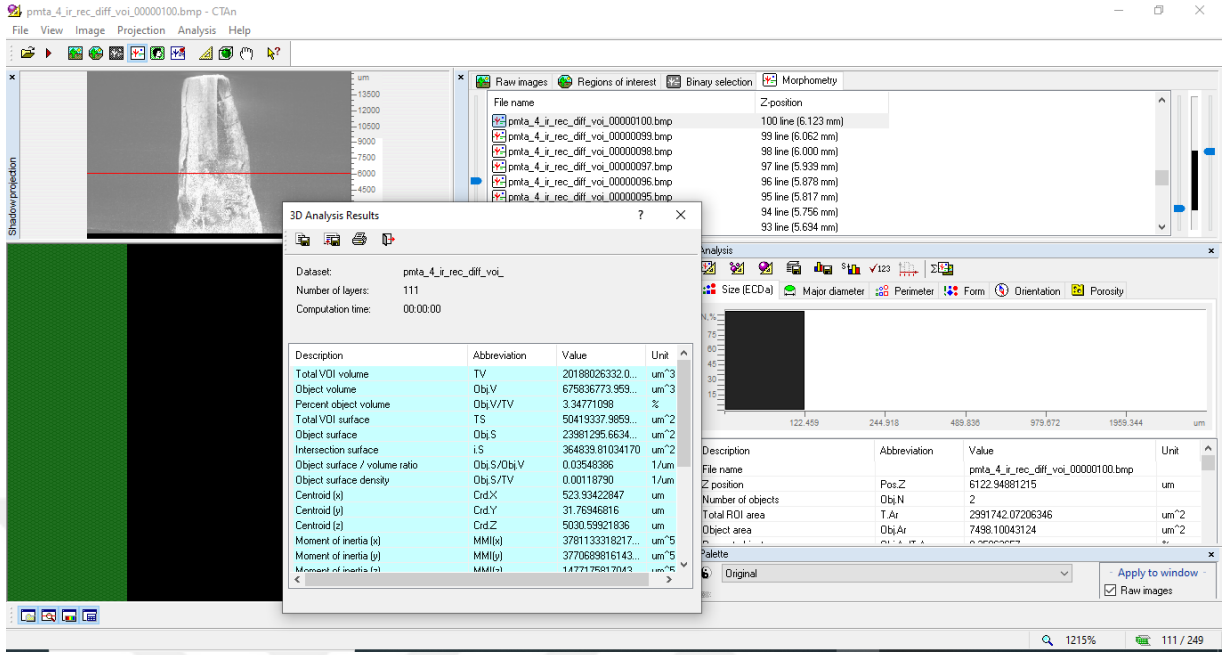 pmta_4_ir_rec_diff_voi_00000100.bmp - CTAn
File View Image Projection Analysis Help
Shadow projection
um
13500
12000
10500
9000
7500
6000
4500
Raw images Regions of interest Binary selection Morphometry
File name Z-position
pmta_4_ir_rec_diff_voi_00000100.bmp 100 line (6.123 mm)
pmta_4_ir_rec_diff_voi_00000099.bmp 99 line (6.062 mm)
pmta_4_ir_rec_diff_voi_00000098.bmp 98 line (6.000 mm)
pmta_4_ir_rec_diff_voi_00000097.bmp 97 line (5.939 mm)
pmta_4_ir_rec_diff_voi_00000096.bmp 96 line (5.878 mm)
pmta_4_ir_rec_diff_voi_00000095.bmp 95 line (5.817 mm)
94 line (5.756 mm)
93 line (5.694 mm)
3D Analysis Results ?
Dataset: pmta_4_ir_rec_diff_voi_
Number of layers: 111
Computation time: 00:00:00
Description Abbreviation Value Unit
Total VOI volume TV 20188026332.0... um^3
Object volume Obj.V 675836773.959... um^3
Percent object volume Obj.V/TV 3.34771098 %
Total VOI surface TS 50419337.9859... um^2
Object surface Obj.S 23981295.6634... um^2
Intersection surface i.S 364839.81034170 um^2
Object surface / volume ratio Obj.S/Obj.V 0.03548386 1/um
Object surface density Obj.S/TV 0.00118790 1/um
Centroid (x) Crd.X 523.93422847 um
Centroid (y) Crd.Y 31.76946816 um
Centroid (z) Crd.Z 5030.59921836 um
Moment of inertia (x) MMI(x) 3781133318217... um^5
Moment of inertia (y) MMI(y) 3770689816143... um^5
Moment of inertia (z) MMI(z) 1477175817043... um^5
Analysis
123
Size (ECDa) Major diameter Perimeter Form Orientation Porosity
N,%
75
60
45
30
15
122.459 244.918 489.836 979.672 1959.344 um
Description Abbreviation Value Unit
File name pmta_4_ir_rec_diff_voi_00000100.bmp
Z position Pos.Z 6122.94881215 um
Number of objects Obj.N 2
Total ROI area T.Ar 2991742.07206346 um^2
Object area Obj.Ar 7498.10043124 um^2
Palette
Original
Apply to window
Raw images
1215% 111 / 249